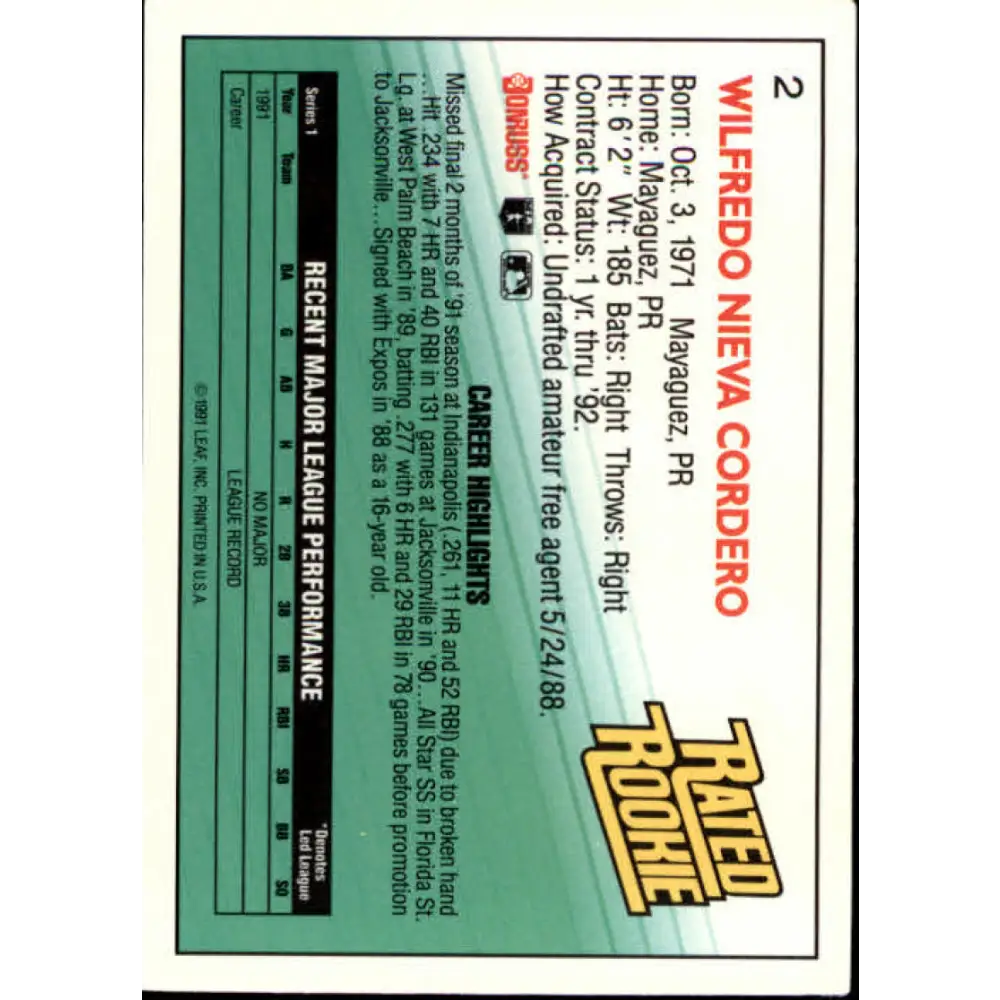 2
WILFREDO NIEVA CORDERO
Born: Oct. 3, 1971 Mayaguez, PR
Home: Mayaguez, PR
Ht: 6'2" Wt: 185 Bats: Right Throws: Right
Contract Status: 1 yr. thru '92.
How Acquired: Undrafted amateur free agent 5/24/88.
RATED
ROOKIE
DONRUSS
CAREER HIGHLIGHTS
Missed final 2 months of '91 season at Indianapolis (.261, 11 HR and 52 RBI) due to broken hand
...Hit .234 with 7 HR and 40 RBI in 131 games at Jacksonville in '90...All Star SS in Florida St.
Lg. at West Palm Beach in '89, batting .277 with 6 HR and 29 RBI in 78 games before promotion
to Jacksonville...Signed with Expos in '88 as a 16-year old.
Series 1 RECENT MAJOR LEAGUE PERFORMANCE *Denotes
Led League
Year Team BA G AB H R 2B 3B HR RBI SB BB SO
1991 NO MAJOR
Career LEAGUE RECORD
©1991 LEAF, INC. PRINTED IN U.S.A.